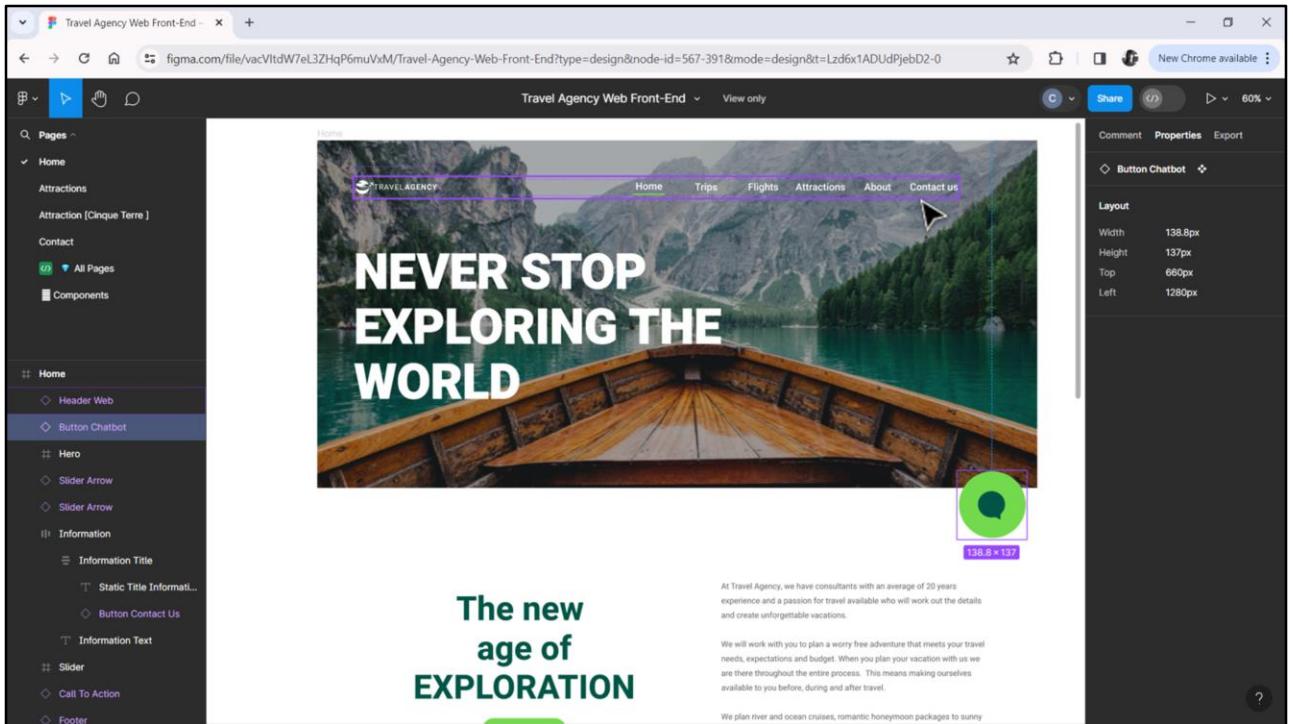 Travel Agency Web Front-End –
figma.com/file/vacVItdW7eL3ZHqP6muVxM/Travel-Agency-Web-Front-End?type=design&node-id=567-391&mode=design&t=Lzd6x1ADUdPjebD2-0
New Chrome available
Travel Agency Web Front-End
View only
C
Share
60%
Pages
Home
Attractions
Attraction [Cinque Terre ]
Contact
All Pages
Components
Home
Header Web
Button Chatbot
Hero
Slider Arrow
Slider Arrow
Information
Information Title
Static Title Informati...
Button Contact Us
Information Text
Slider
Call To Action
Footer
Home
TRAVEL AGENCY
Home Trips Flights Attractions About Contact us
NEVER STOP
EXPLORING THE
WORLD
138.8 × 137
The new
age of
EXPLORATION
At Travel Agency, we have consultants with an average of 20 years
experience and a passion for travel available who will work out the details
and create unforgettable vacations.
We will work with you to plan a worry free adventure that meets your travel
needs, expectations and budget. When you plan your vacation with us we
are there throughout the entire process. This means making ourselves
available to you before, during and after travel.
We plan river and ocean cruises, romantic honeymoon packages to sunny
Comment Properties Export
Button Chatbot
Layout
Width 138.8px
Height 137px
Top 660px
Left 1280px
?